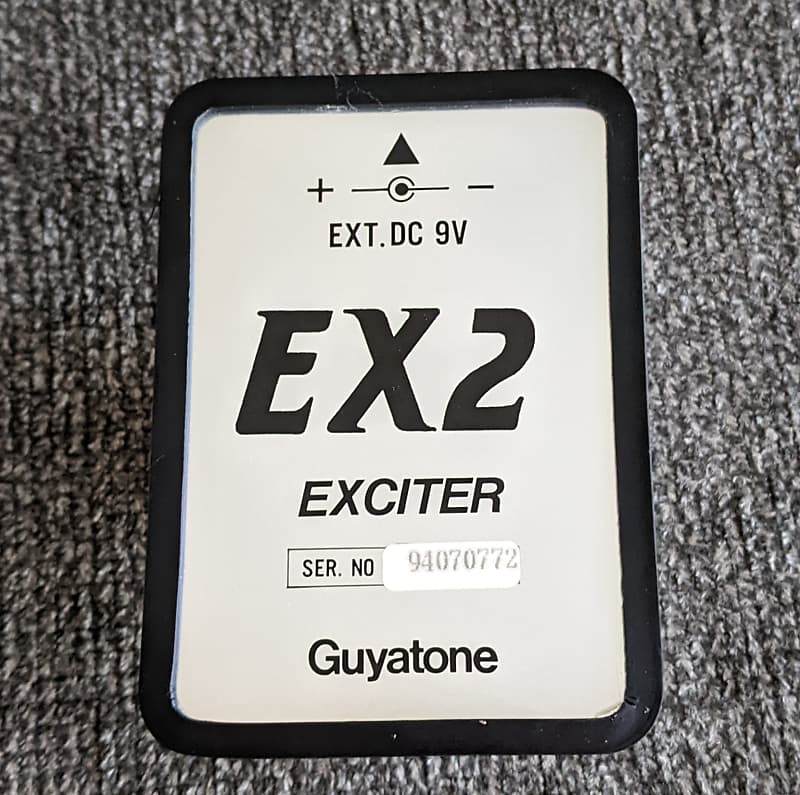 + −
EXT.DC 9V
EX2
EXCITER
SER. NO 94070772
Guyatone